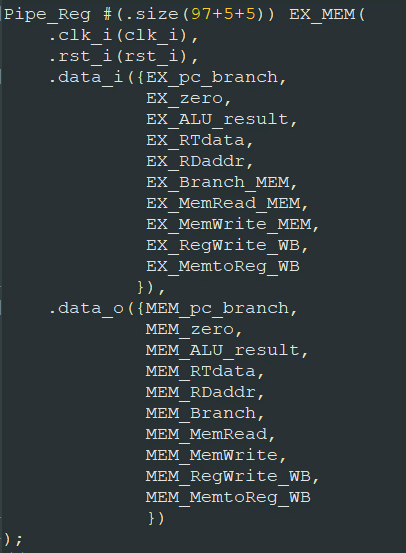 Pipe_Reg #(.size(97+5+5)) EX_MEM(
.clk_i(clk_i),
.rst_i(rst_i),
.data_i({EX_pc_branch,
EX_zero,
EX_ALU_result,
EX_RTdata,
EX_RDaddr,
EX_Branch_MEM,
EX_MemRead_MEM,
EX_MemWrite_MEM,
EX_RegWrite_WB,
EX_MemtoReg_WB
}),
.data_o({MEM_pc_branch,
MEM_zero,
MEM_ALU_result,
MEM_RTdata,
MEM_RDaddr,
MEM_Branch,
MEM_MemRead,
MEM_MemWrite,
MEM_RegWrite_WB,
MEM_MemtoReg_WB
})
);